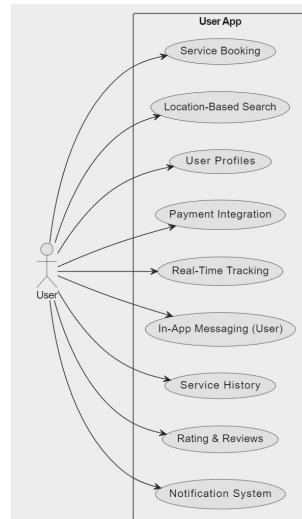 User App
Service Booking
Location-Based Search
User Profiles
Payment Integration
Real-Time Tracking
User
In-App Messaging (User)
Service History
Rating & Reviews
Notification System